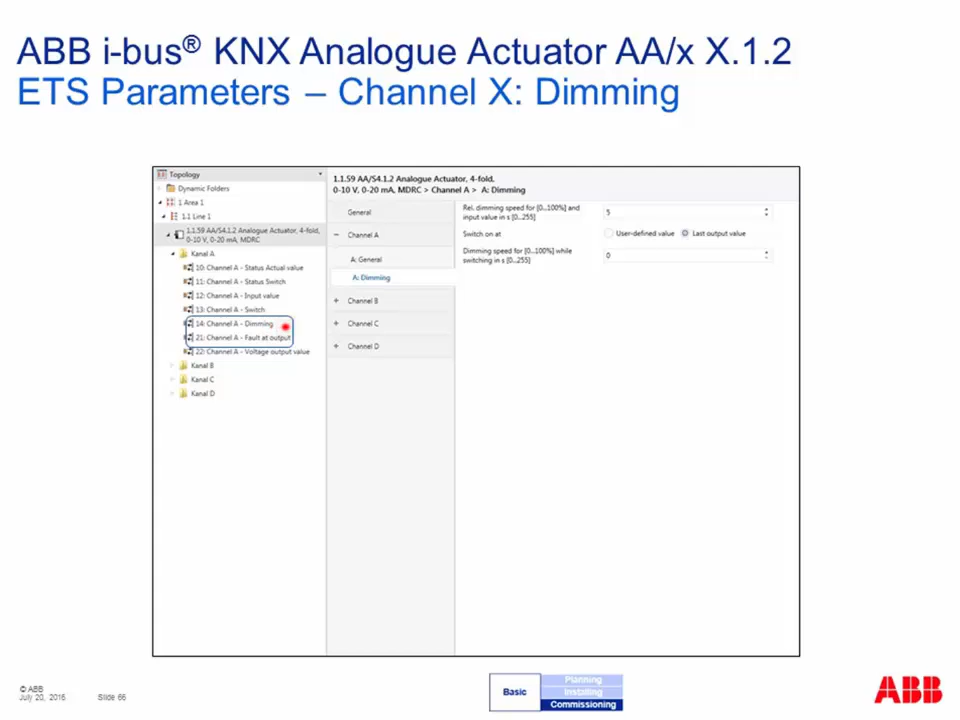 ABB i-bus® KNX Analogue Actuator AA/x X.1.2
ETS Parameters – Channel X: Dimming
Topology
Dynamic Folders
1 Area 1
1.1 Line 1
1.1.59 AA/S4.1.2 Analogue Actuator, 4-fold,
0-10 V, 0-20 mA, MDRC
Kanal A
10: Channel A - Status Actual value
11: Channel A - Status Switch
12: Channel A - Input value
13: Channel A - Switch
14: Channel A - Dimming
21: Channel A - Fault at output
22: Channel A - Voltage output value
Kanal B
Kanal C
Kanal D
1.1.59 AA/S4.1.2 Analogue Actuator, 4-fold,
0-10 V, 0-20 mA, MDRC > Channel A > A: Dimming
General
Channel A
A: General
A: Dimming
Channel B
Channel C
Channel D
Rel. dimming speed for [0...100%] and
input value in s [0...255]
5
Switch on at
User-defined value
Last output value
Dimming speed for [0...100%] while
switching in s [0...255]
0
© ABB
July 20, 2016
Slide 66
Basic
Planning
Installing
Commissioning
ABB